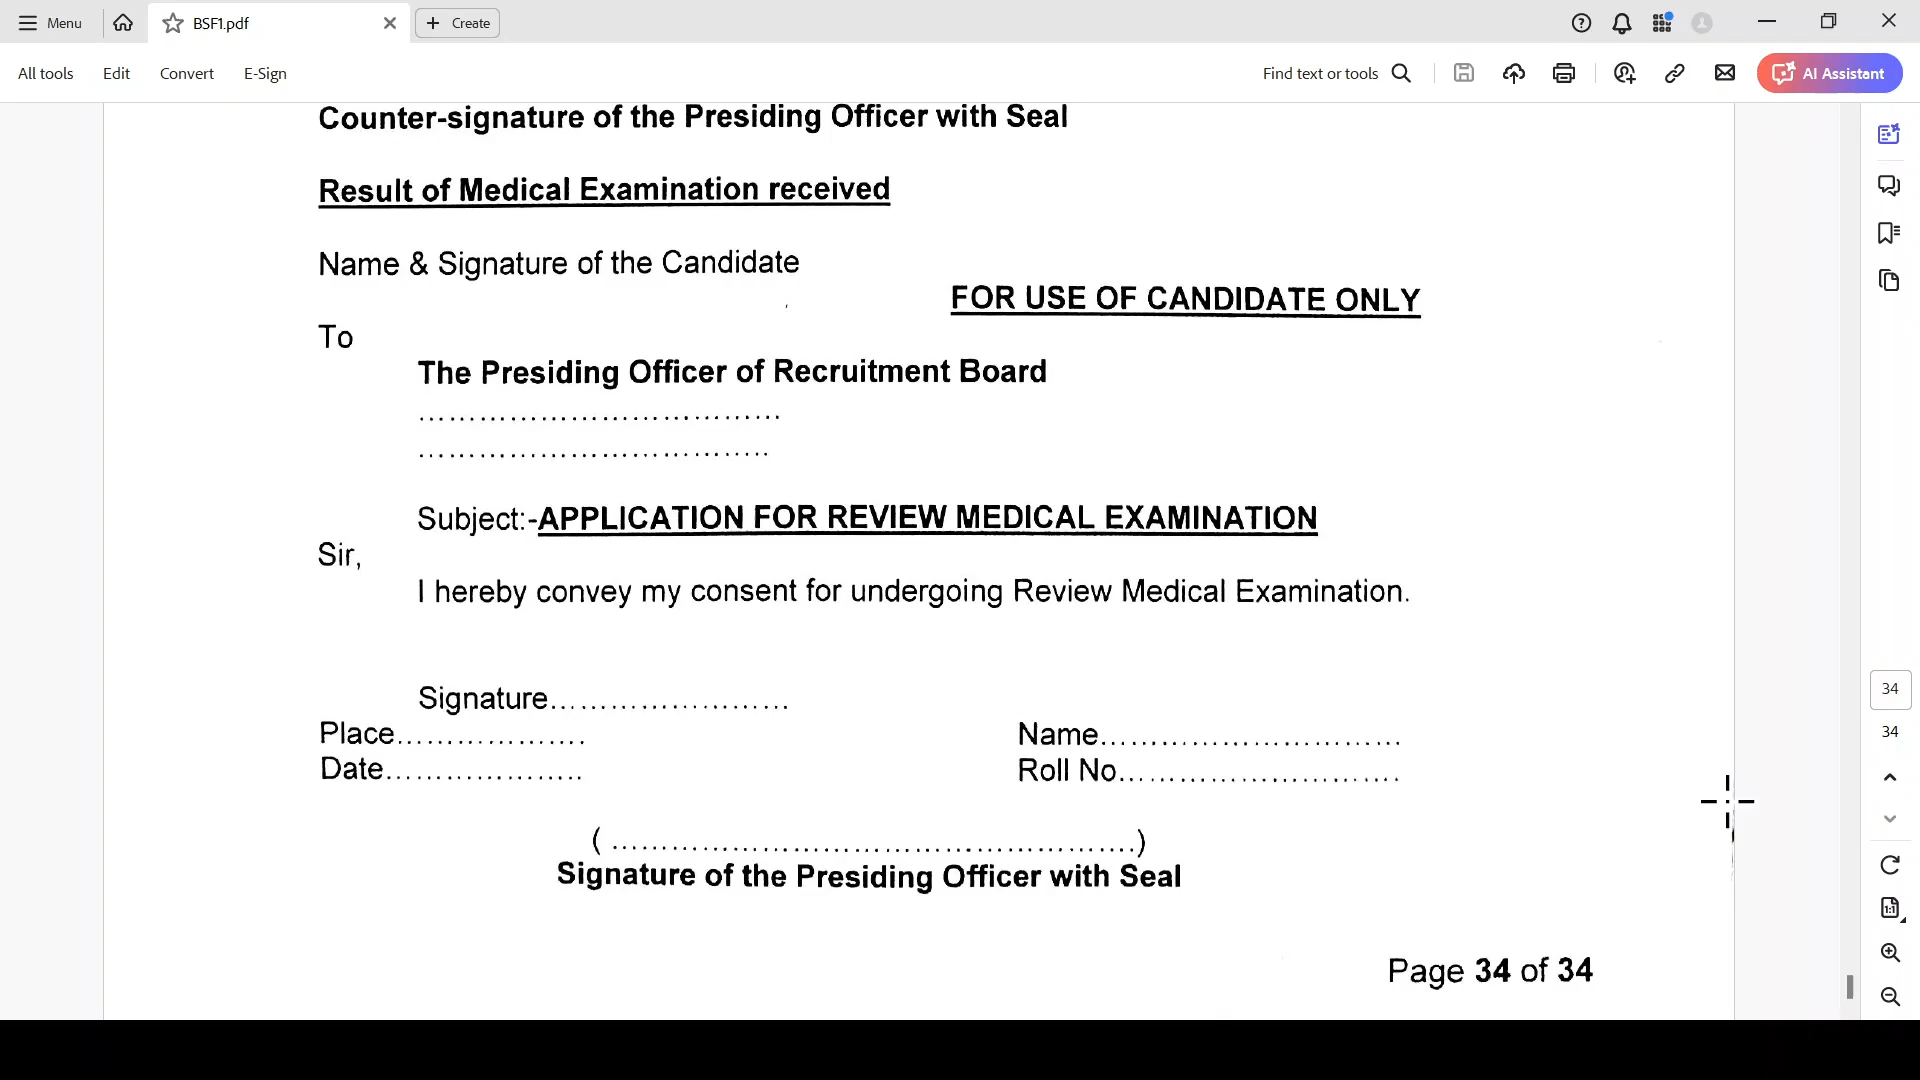 Menu
BSF1.pdf
Create
All tools
Edit
Convert
E-Sign
Find text or tools
AI Assistant
Counter-signature of the Presiding Officer with Seal
Result of Medical Examination received
Name & Signature of the Candidate
FOR USE OF CANDIDATE ONLY
To
The Presiding Officer of Recruitment Board
....................................
...................................
Subject:-APPLICATION FOR REVIEW MEDICAL EXAMINATION
Sir,
I hereby convey my consent for undergoing Review Medical Examination.
Signature........................
Place...................
Name..............................
Date....................
Roll No............................
(....................................................)
Signature of the Presiding Officer with Seal
Page 34 of 34
34
34
1:1